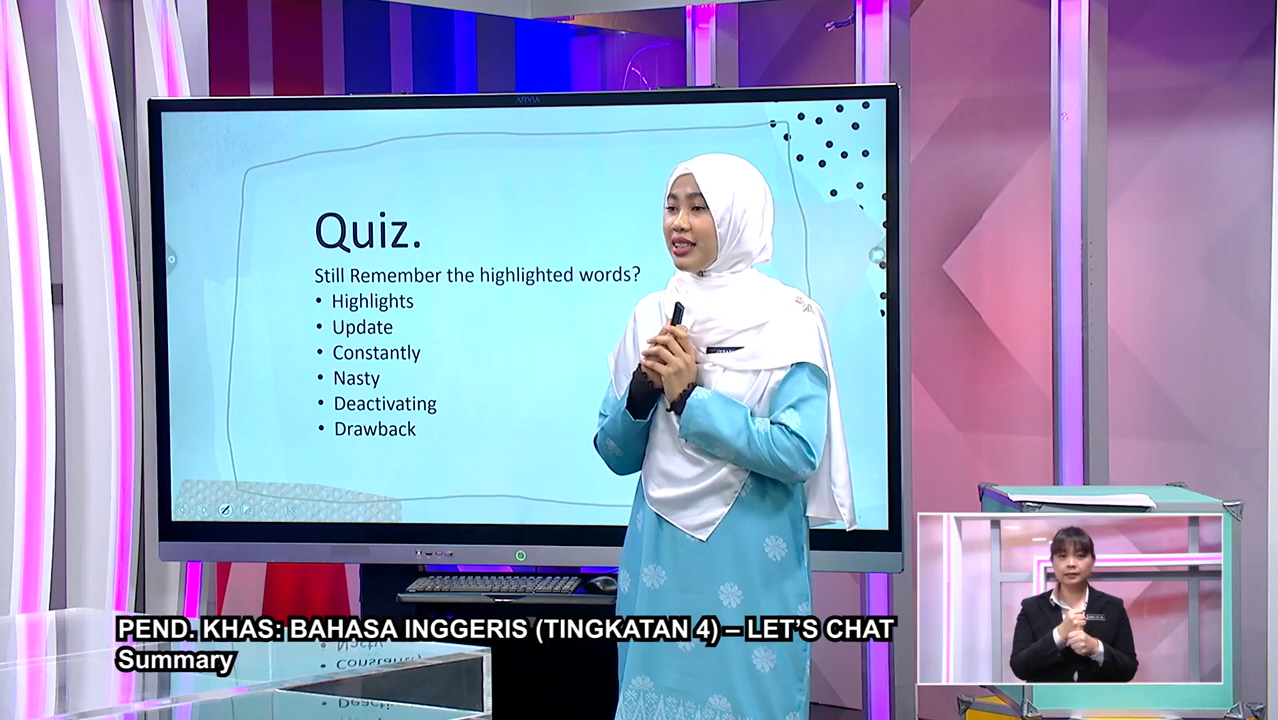 ARVIA
Quiz.
Still Remember the highlighted words?
• Highlights
• Update
• Constantly
• Nasty
• Deactivating
• Drawback
PEND. KHAS: BAHASA INGGERIS (TINGKATAN 4) – LET'S CHAT
Summary